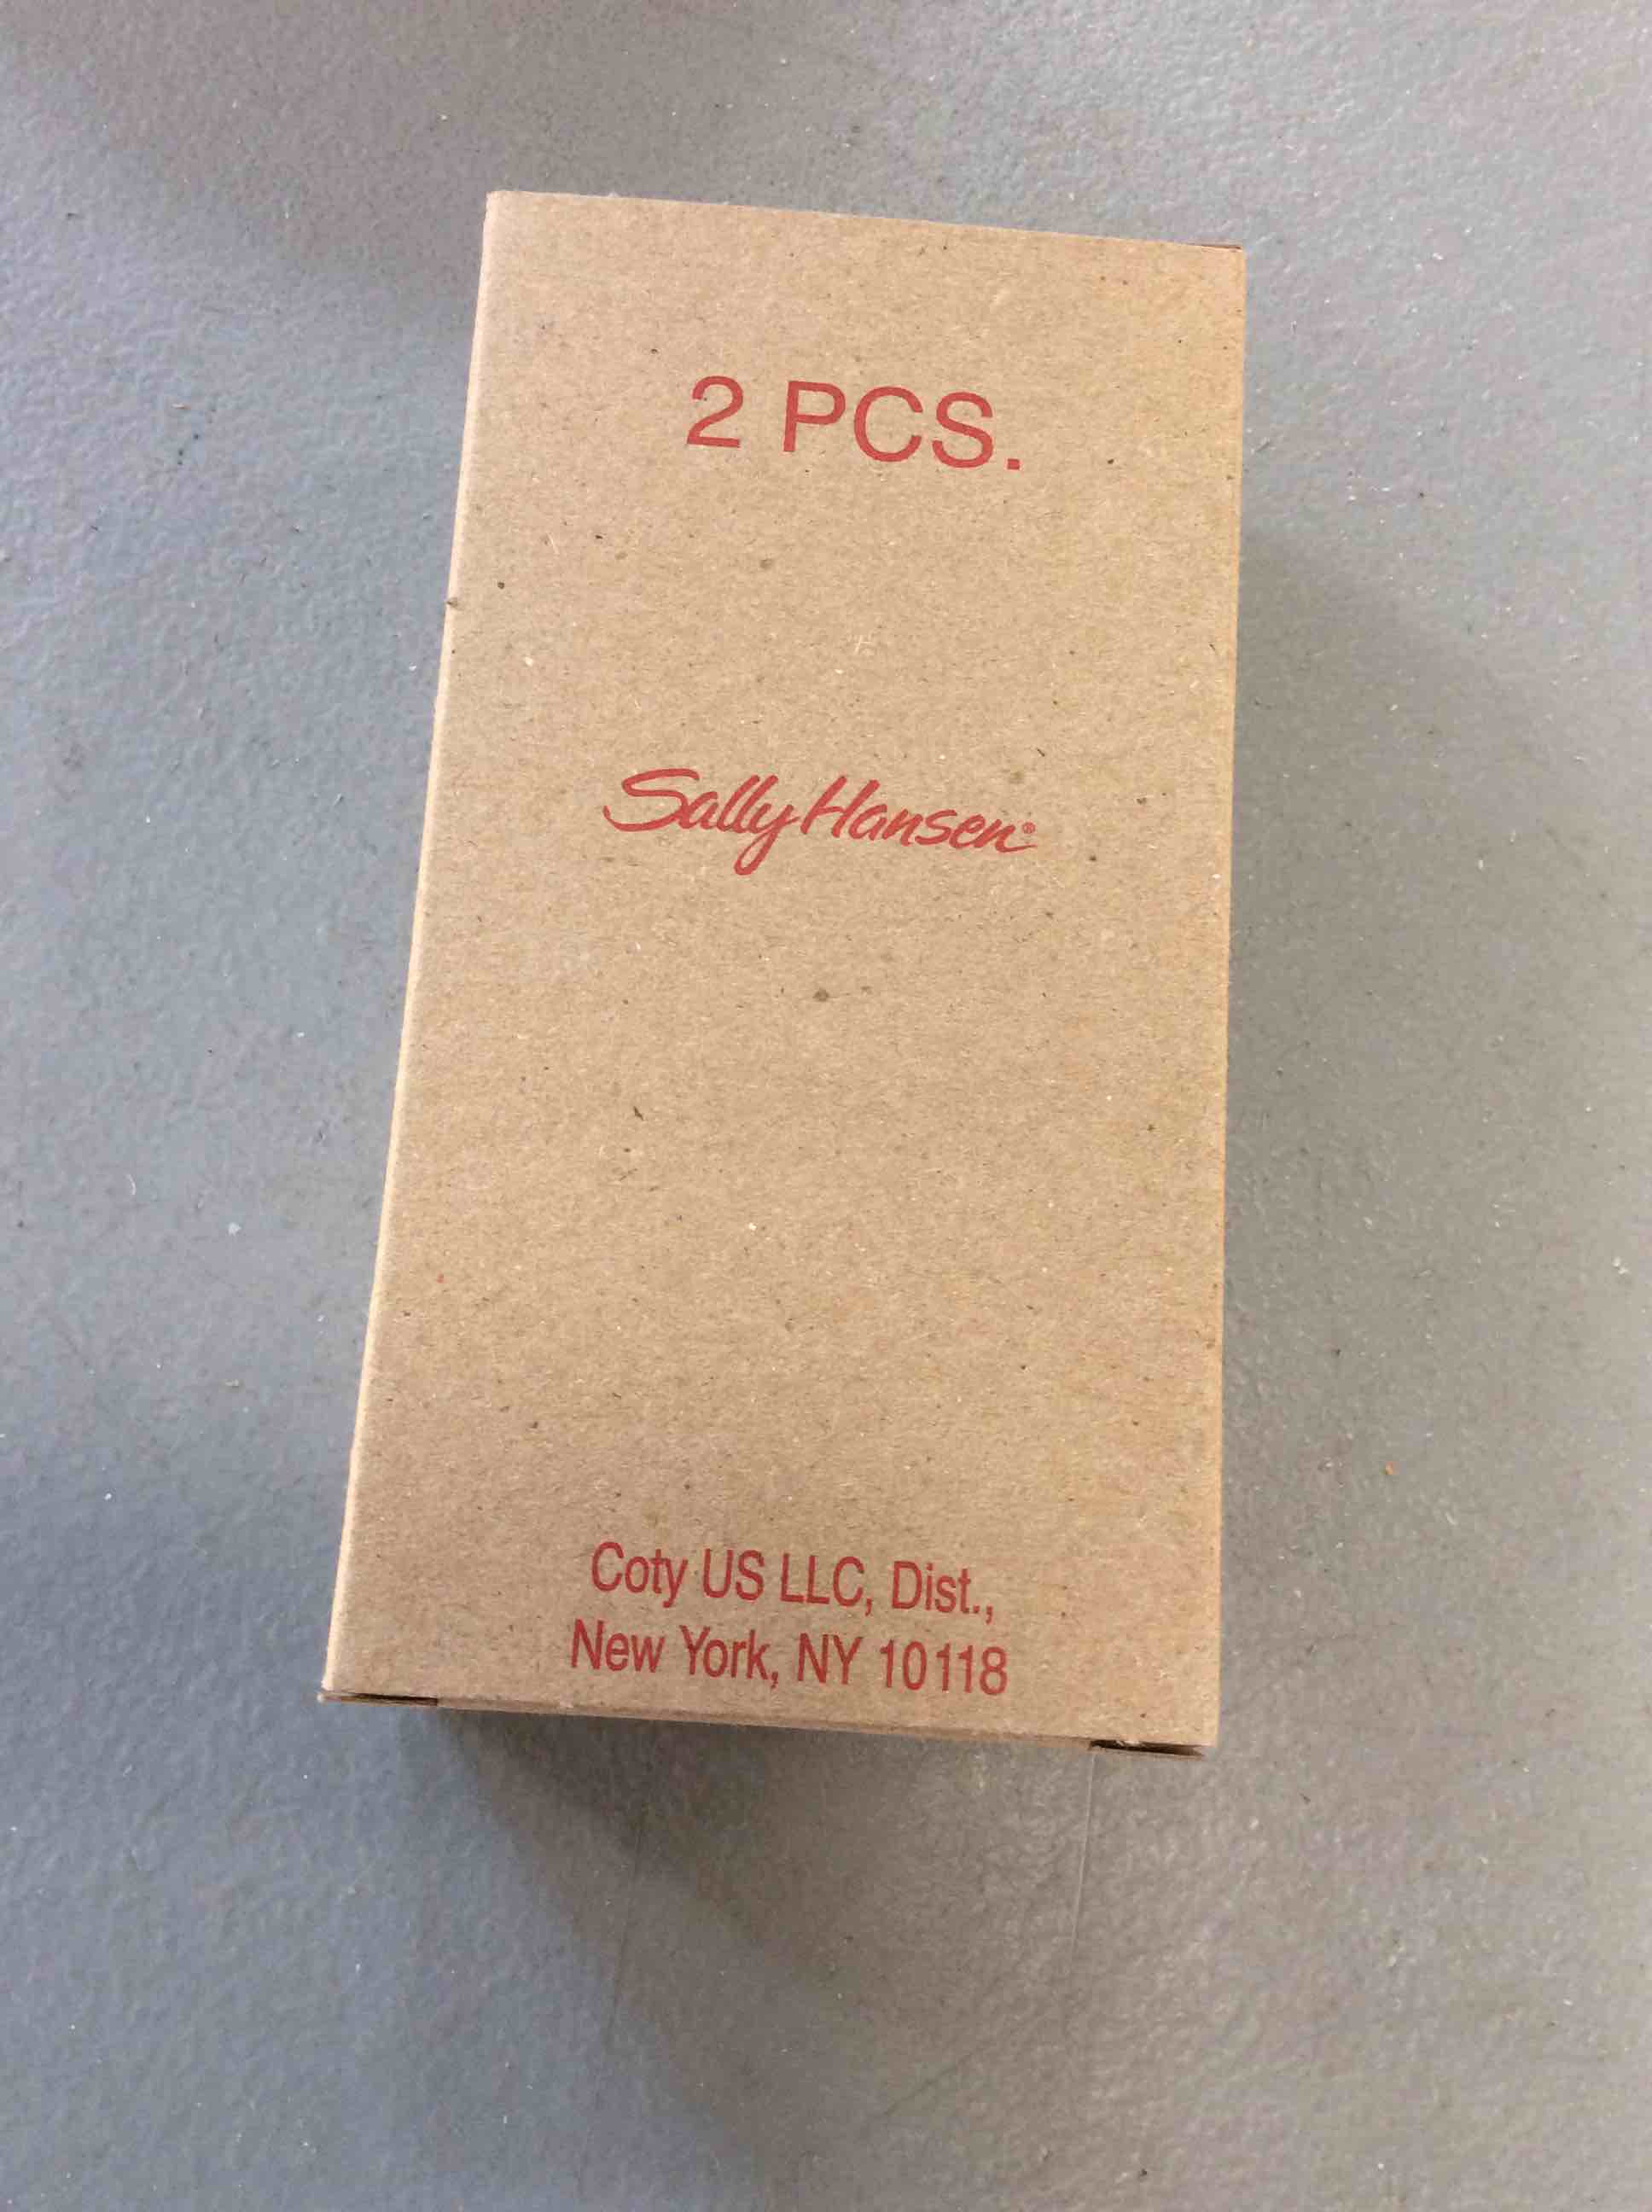 2 PCS.
Sally Hansen®
Coty US LLC, Dist.,
New York, NY 10118